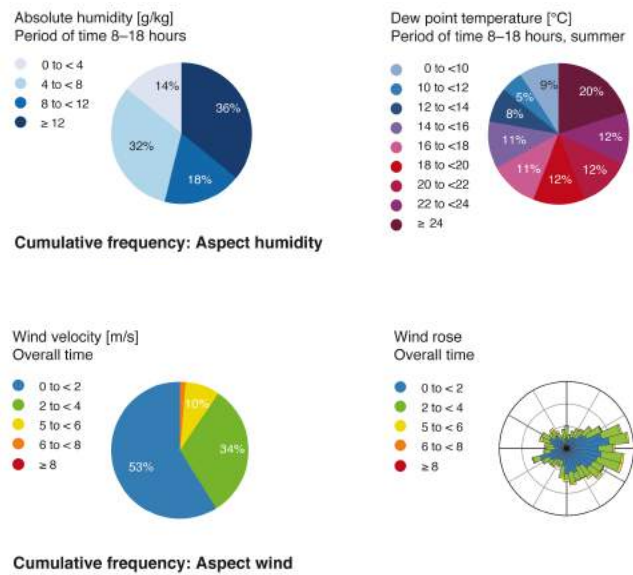 Absolute humidity [g/kg]
Period of time 8–18 hours
0 to < 4
4 to < 8
8 to < 12
≥ 12
14%
36%
32%
18%
Dew point temperature [°C]
Period of time 8–18 hours, summer
0 to <10
10 to <12
12 to <14
14 to <16
16 to <18
18 to <20
20 to <22
22 to <24
≥ 24
9%
20%
5%
8%
12%
11%
12%
11%
12%
Cumulative frequency: Aspect humidity
Wind velocity [m/s]
Overall time
0 to < 2
2 to < 4
5 to < 6
6 to < 8
≥ 8
10%
34%
53%
Wind rose
Overall time
0 to < 2
2 to < 4
5 to < 6
6 to < 8
≥ 8
Cumulative frequency: Aspect wind